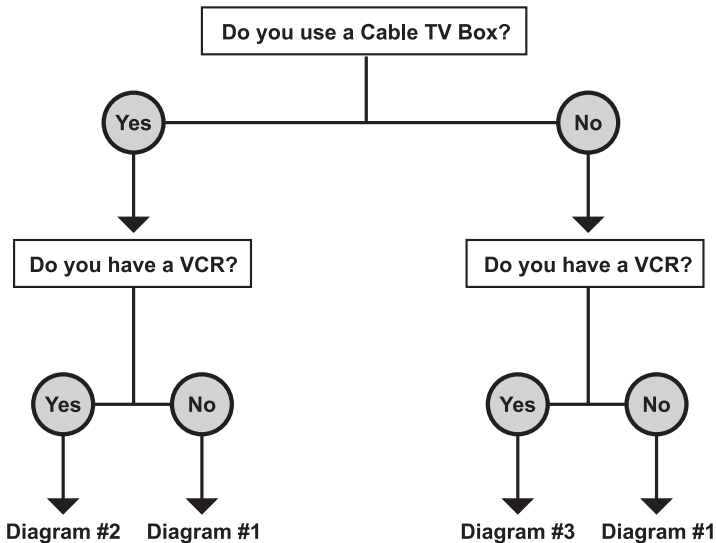 Do you use a Cable TV Box?
Yes
No
Do you have a VCR?
Do you have a VCR?
Yes
No
Yes
No
Diagram #2
Diagram #1
Diagram #3
Diagram #1